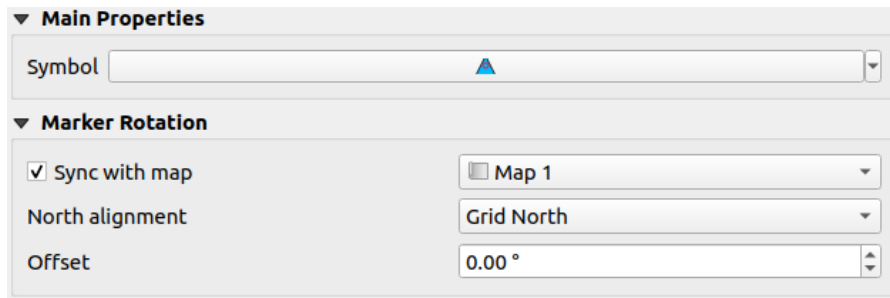 Main Properties
Symbol
Marker Rotation
Sync with map Map 1
North alignment Grid North
Offset 0.00 °